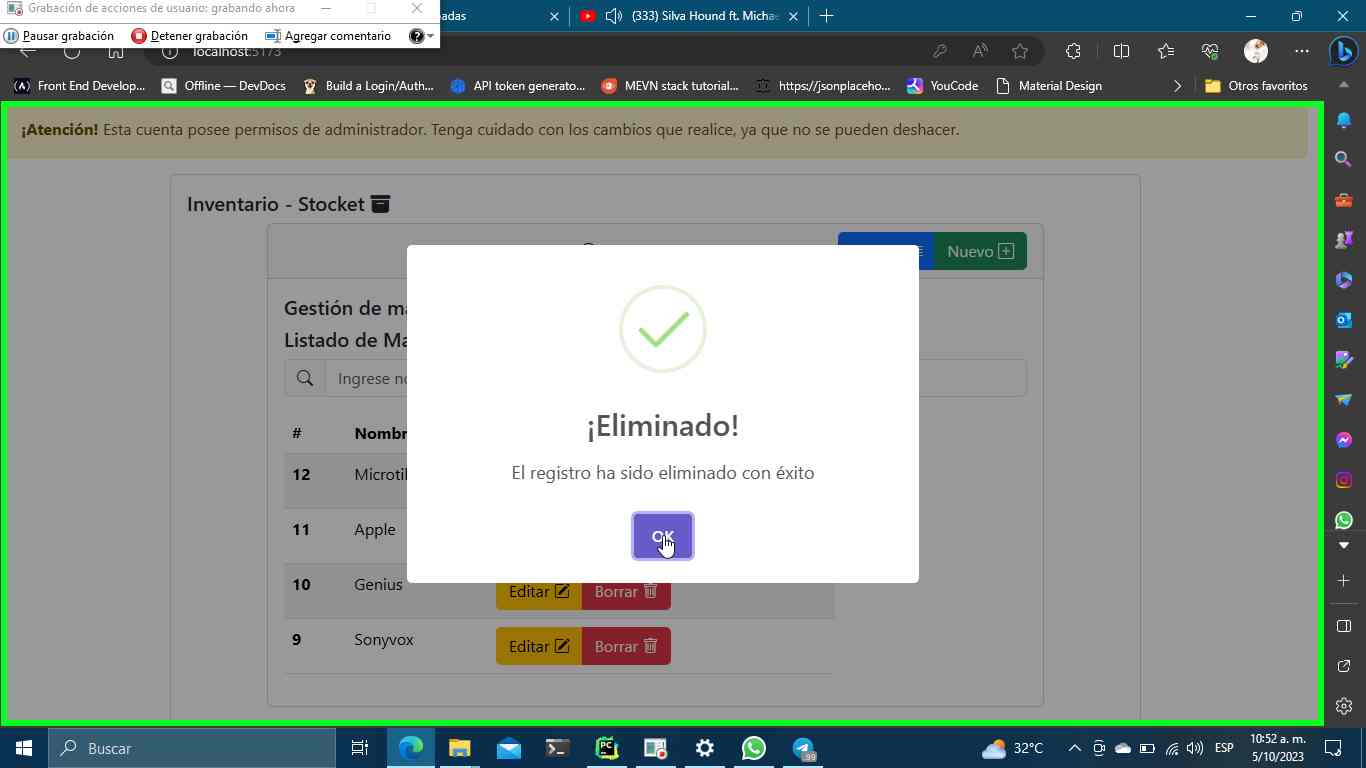 Grabación de acciones de usuario: grabando ahora
(333) Silva Hound ft. Michae
Pausar grabación
Detener grabación
Agregar comentario
localhost:5173
Front End Develop...
Offline — DevDocs
Build a Login/Auth...
API token generato...
MEVN stack tutorial...
https://jsonplaceho...
YouCode
Material Design
Otros favoritos
¡Atención! Esta cuenta posee permisos de administrador. Tenga cuidado con los cambios que realice, ya que no se pueden deshacer.
Inventario - Stocket
Nuevo
Gestión de ma
Listado de Ma
Ingrese no
# Nombr
12 Microti
11 Apple
10 Genius Editar Borrar
9 Sonyvox Editar Borrar
¡Eliminado!
El registro ha sido eliminado con éxito
OK
Buscar
99
32°C
ESP
10:52 a. m.
5/10/2023